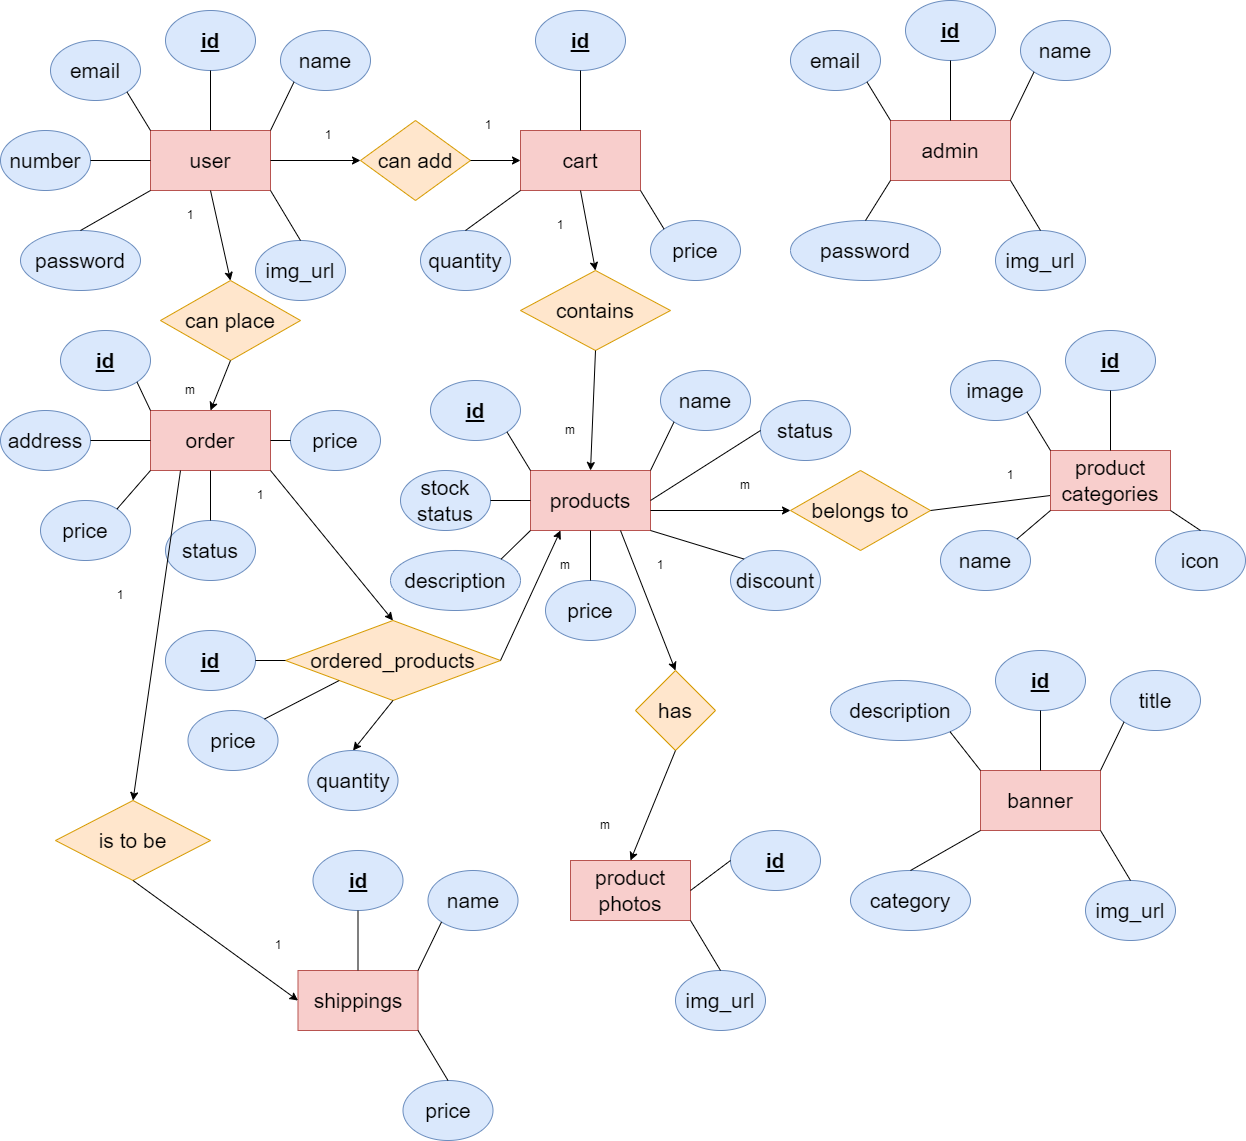 id
email
name
number
user
password
img_url
1
can add
1
id
cart
quantity
price
id
email
name
admin
password
img_url
1
can place
m
1
contains
m
id
address
order
price
price
status
1
1
id
name
status
stock
status
products
description
price
discount
m
m
belongs to
1
id
image
product
categories
name
icon
id
ordered_products
price
quantity
1
has
m
id
description
title
banner
category
img_url
is to be
1
id
name
shippings
price
product
photos
id
img_url